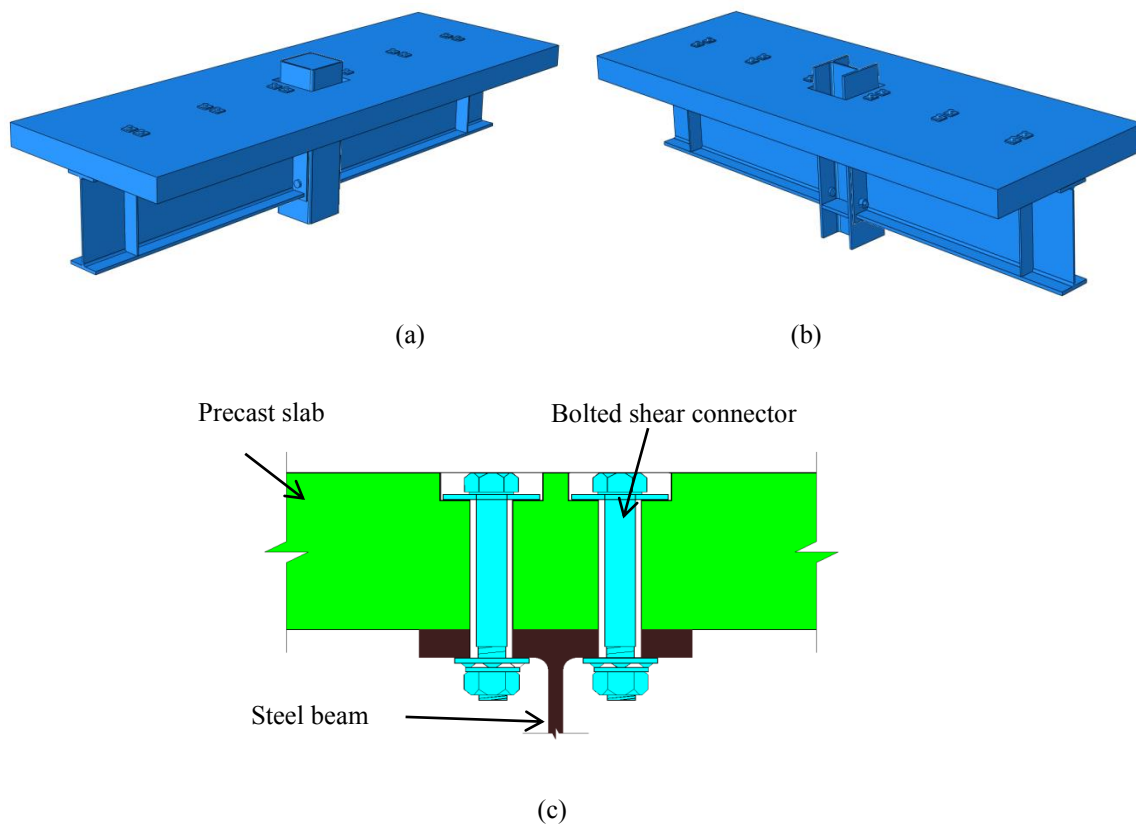 (a)
(b)
Precast slab
Bolted shear connector
Steel beam
(c)